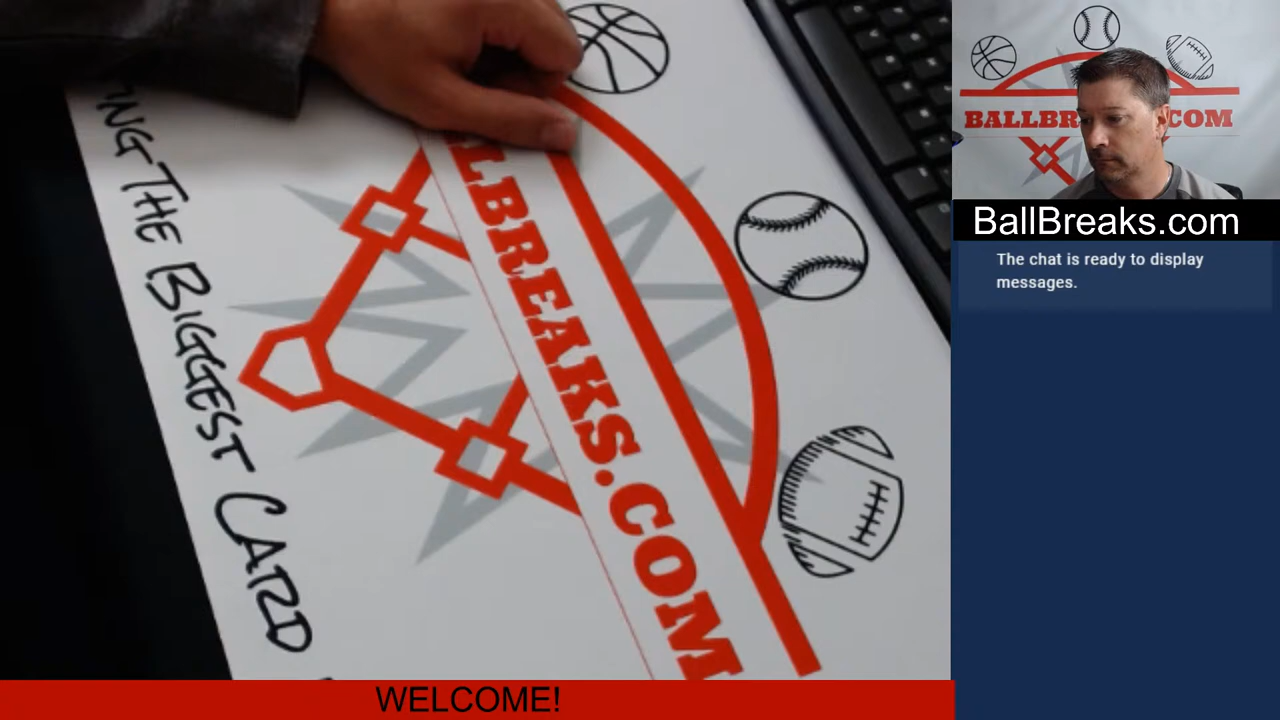 NG THE BIGGEST CARD
LBREAKS.COM
BALLBR .COM
BallBreaks.com
The chat is ready to display
messages.
WELCOME!